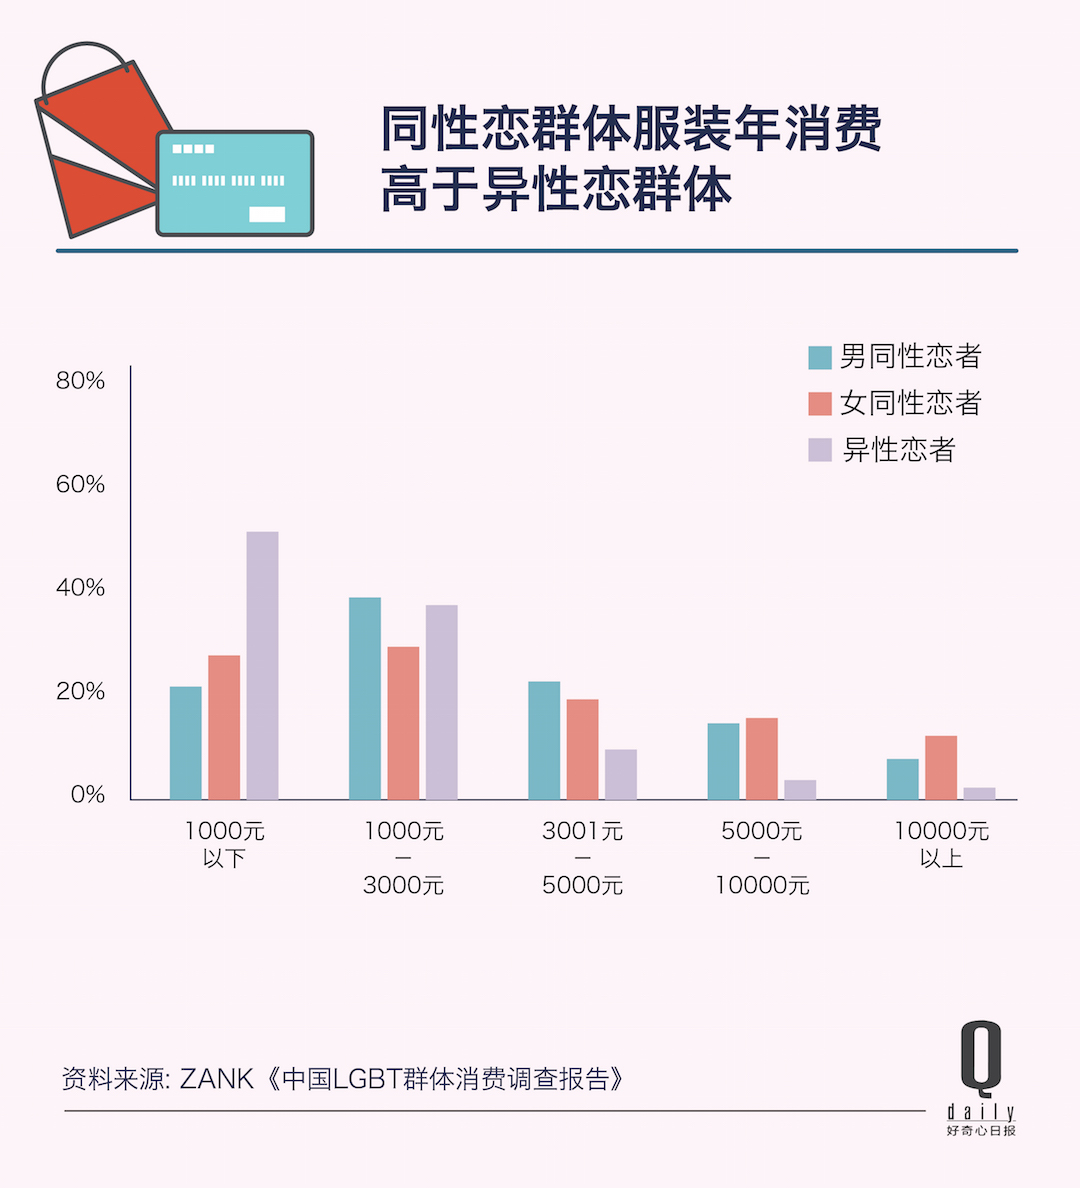 同性恋群体服装年消费
高于异性恋群体
男同性恋者
女同性恋者
异性恋者
80%
60%
40%
20%
0%
1000元
以下
1000元
—
3000元
3001元
—
5000元
5000元
—
10000元
10000元
以上
资料来源: ZANK《中国LGBT群体消费调查报告》
Q
daily
好奇心日报